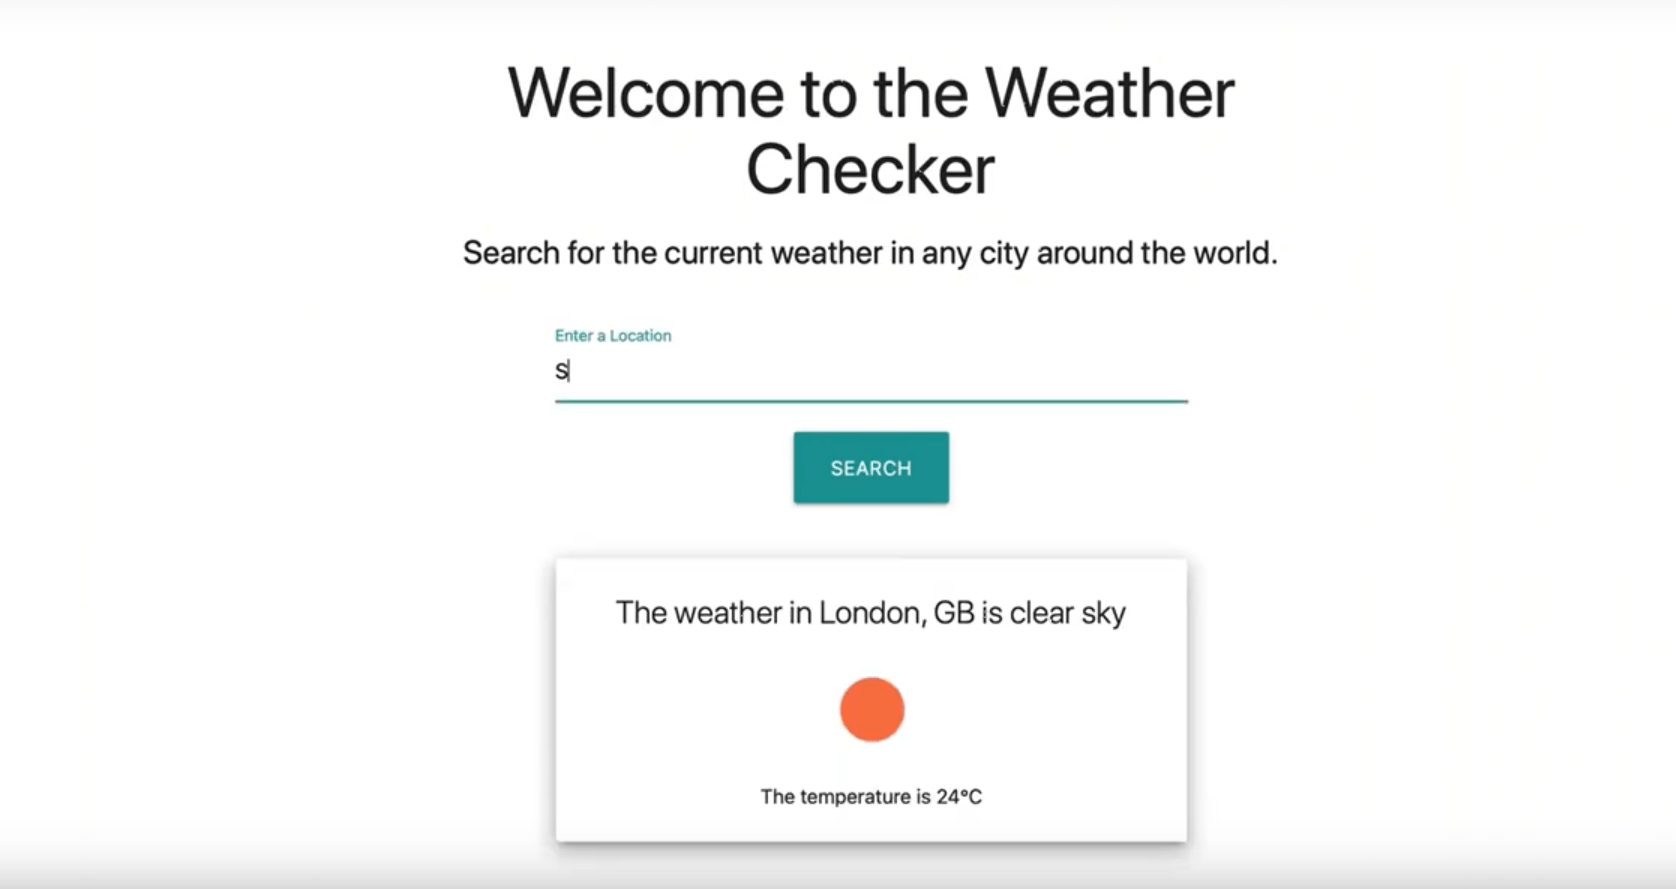 Welcome to the Weather
Checker
Search for the current weather in any city around the world.
Enter a Location
S
SEARCH
The weather in London, GB is clear sky
The temperature is 24°C